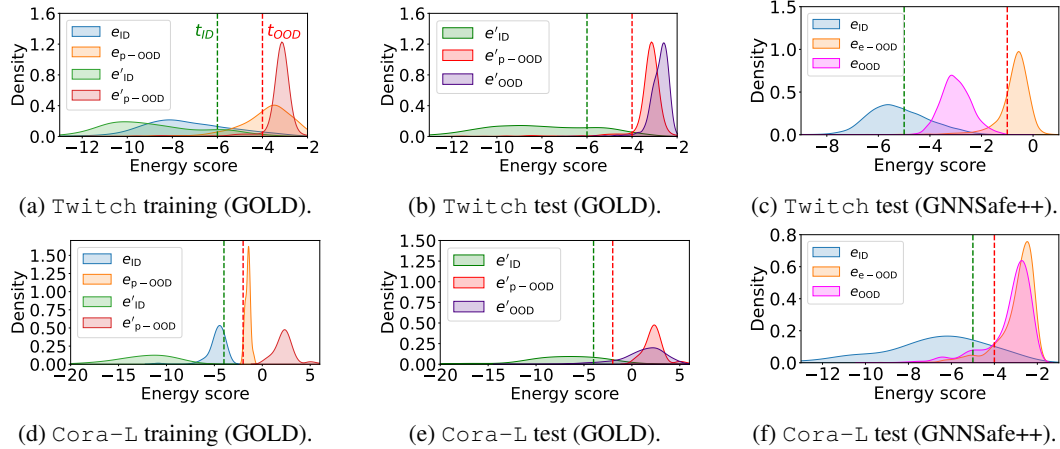 1.6
1.2
0.8
0.4
0.0
Density
e_ID
e_p−OOD
e′_ID
e′_p−OOD
t_ID
t_OOD
−12 −10 −8 −6 −4 −2
Energy score
(a) Twitch training (GOLD).
1.6
1.2
0.8
0.4
0.0
Density
e′_ID
e′_p−OOD
e′_OOD
−12 −10 −8 −6 −4 −2
Energy score
(b) Twitch test (GOLD).
1.5
1.0
0.5
0.0
Density
e_ID
e_e−OOD
e_OOD
−8 −6 −4 −2 0
Energy score
(c) Twitch test (GNNSafe++).
1.50
1.25
1.00
0.75
0.50
0.25
0.00
Density
e_ID
e_p−OOD
e′_ID
e′_p−OOD
−20 −15 −10 −5 0 5
Energy score
(d) Cora-L training (GOLD).
1.50
1.25
1.00
0.75
0.50
0.25
0.00
Density
e′_ID
e′_p−OOD
e′_OOD
−20 −15 −10 −5 0 5
Energy score
(e) Cora-L test (GOLD).
0.8
0.6
0.4
0.2
0.0
Density
e_ID
e_e−OOD
e_OOD
−12 −10 −8 −6 −4 −2
Energy score
(f) Cora-L test (GNNSafe++).